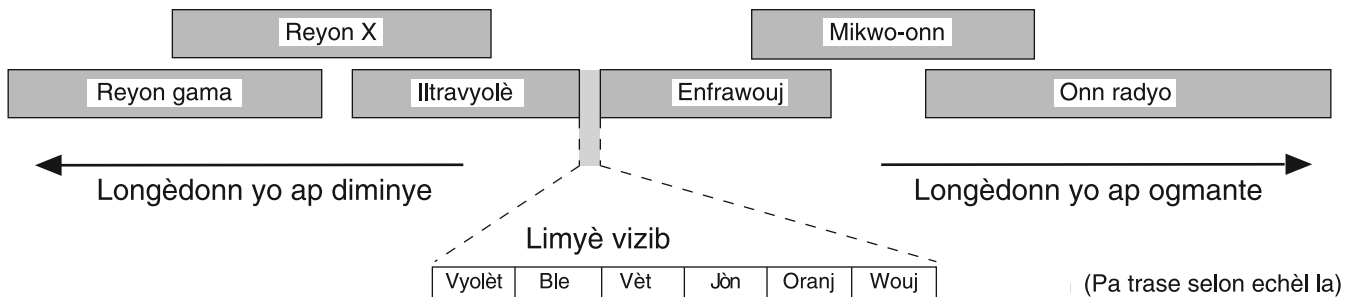 Reyon X
Mikwo-onn
Reyon gama
Iltravyolè
Enfrawouj
Onn radyo
Longèdonn yo ap diminye
Longèdonn yo ap ogmante
Limyè vizib
Vyolèt Ble Vèt Jòn Oranj Wouj
(Pa trase selon echèl la)